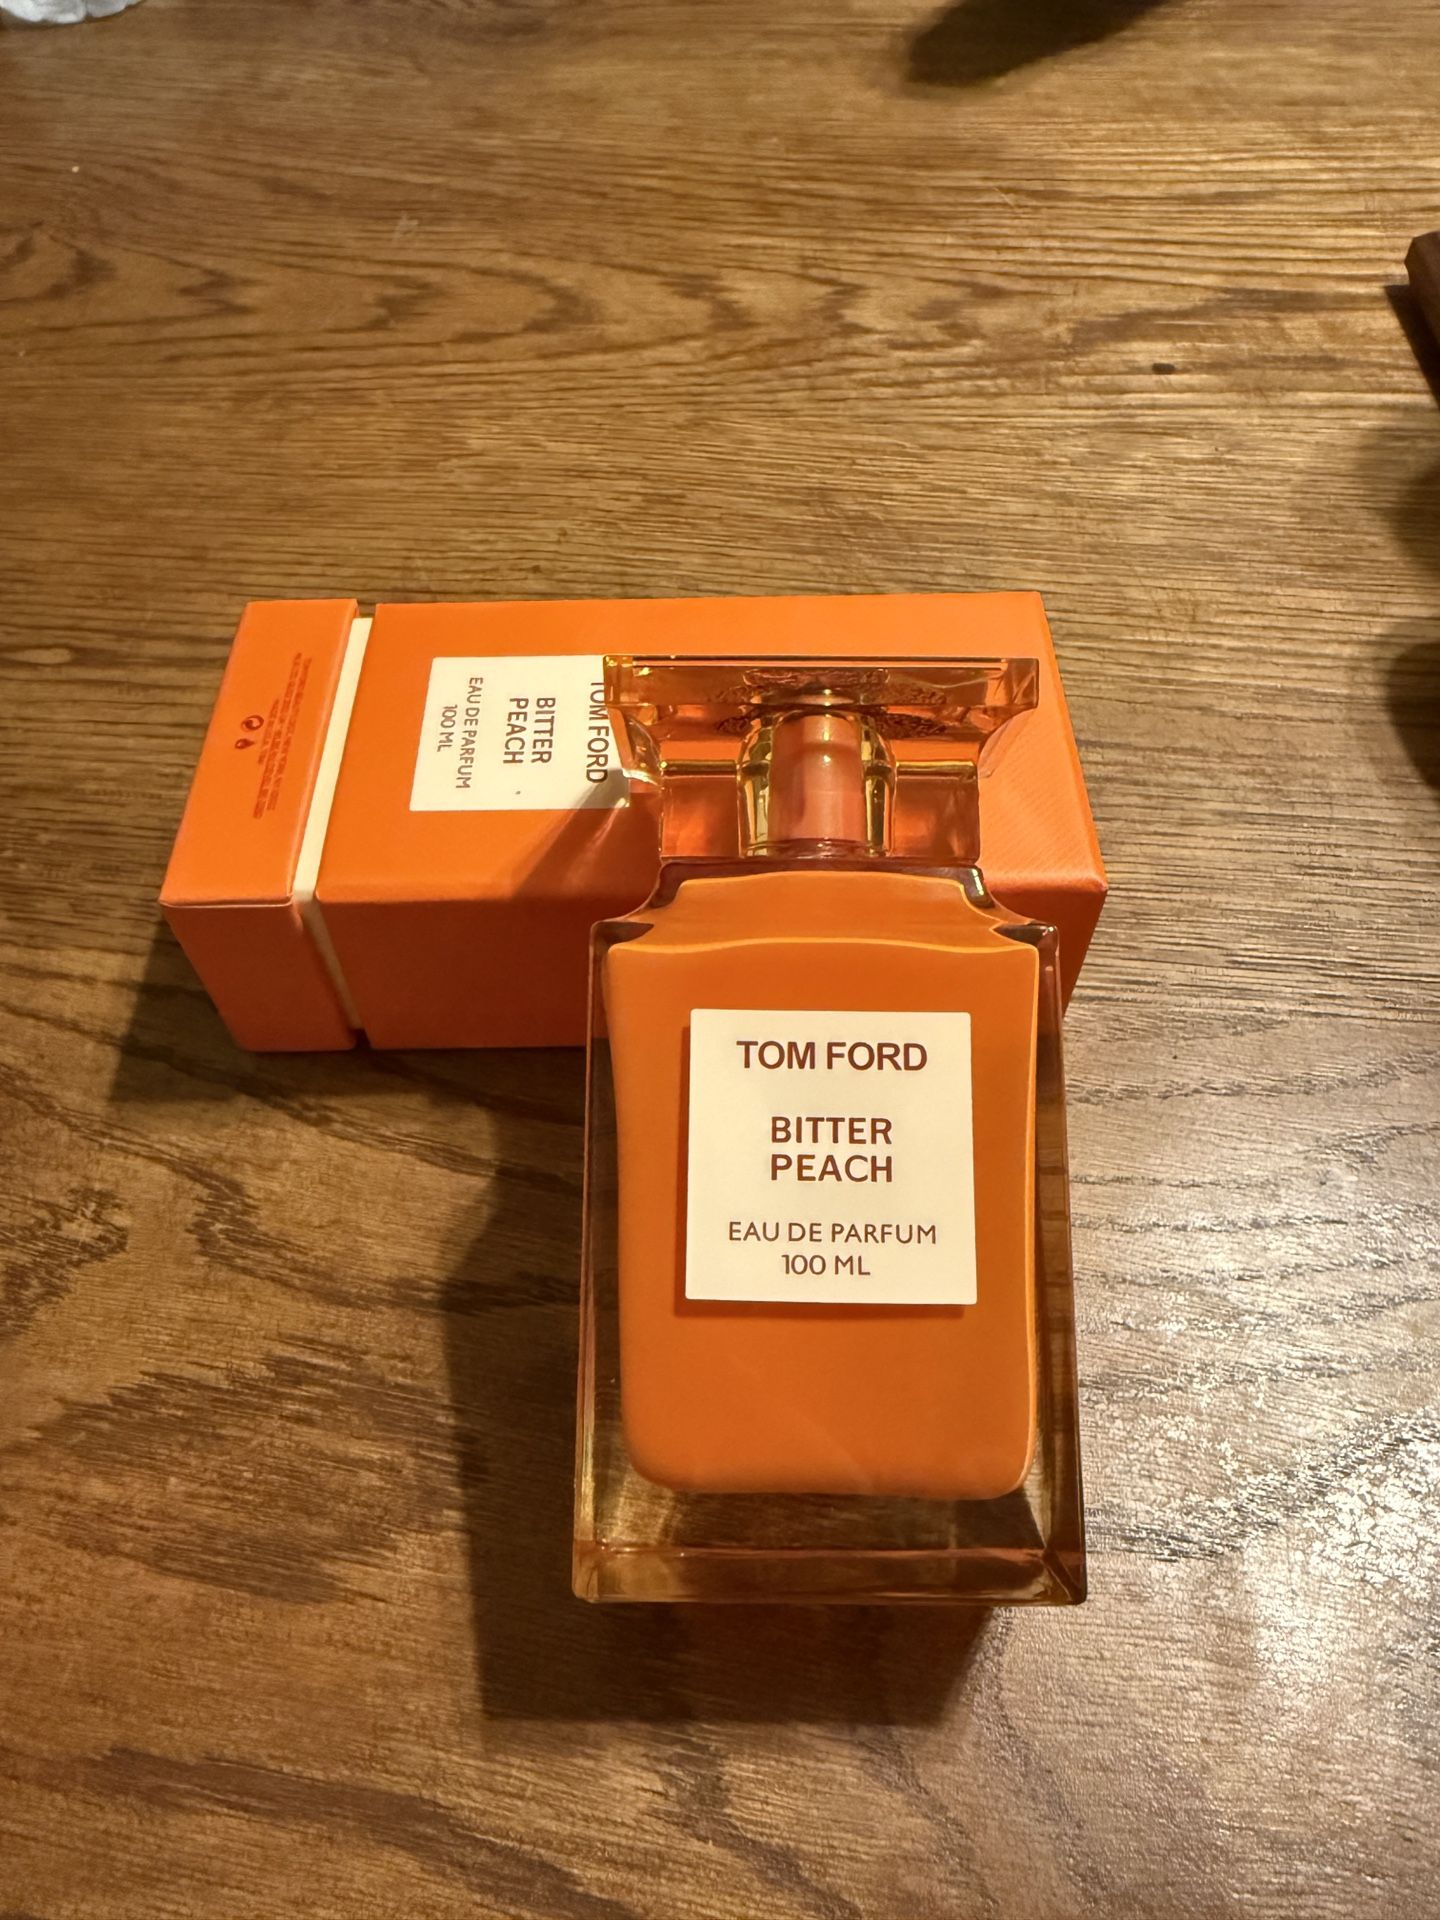 TOM FORD
BITTER
PEACH
EAU DE PARFUM
100 ML
TOM FORD
BITTER
PEACH
EAU DE PARFUM
100 ML